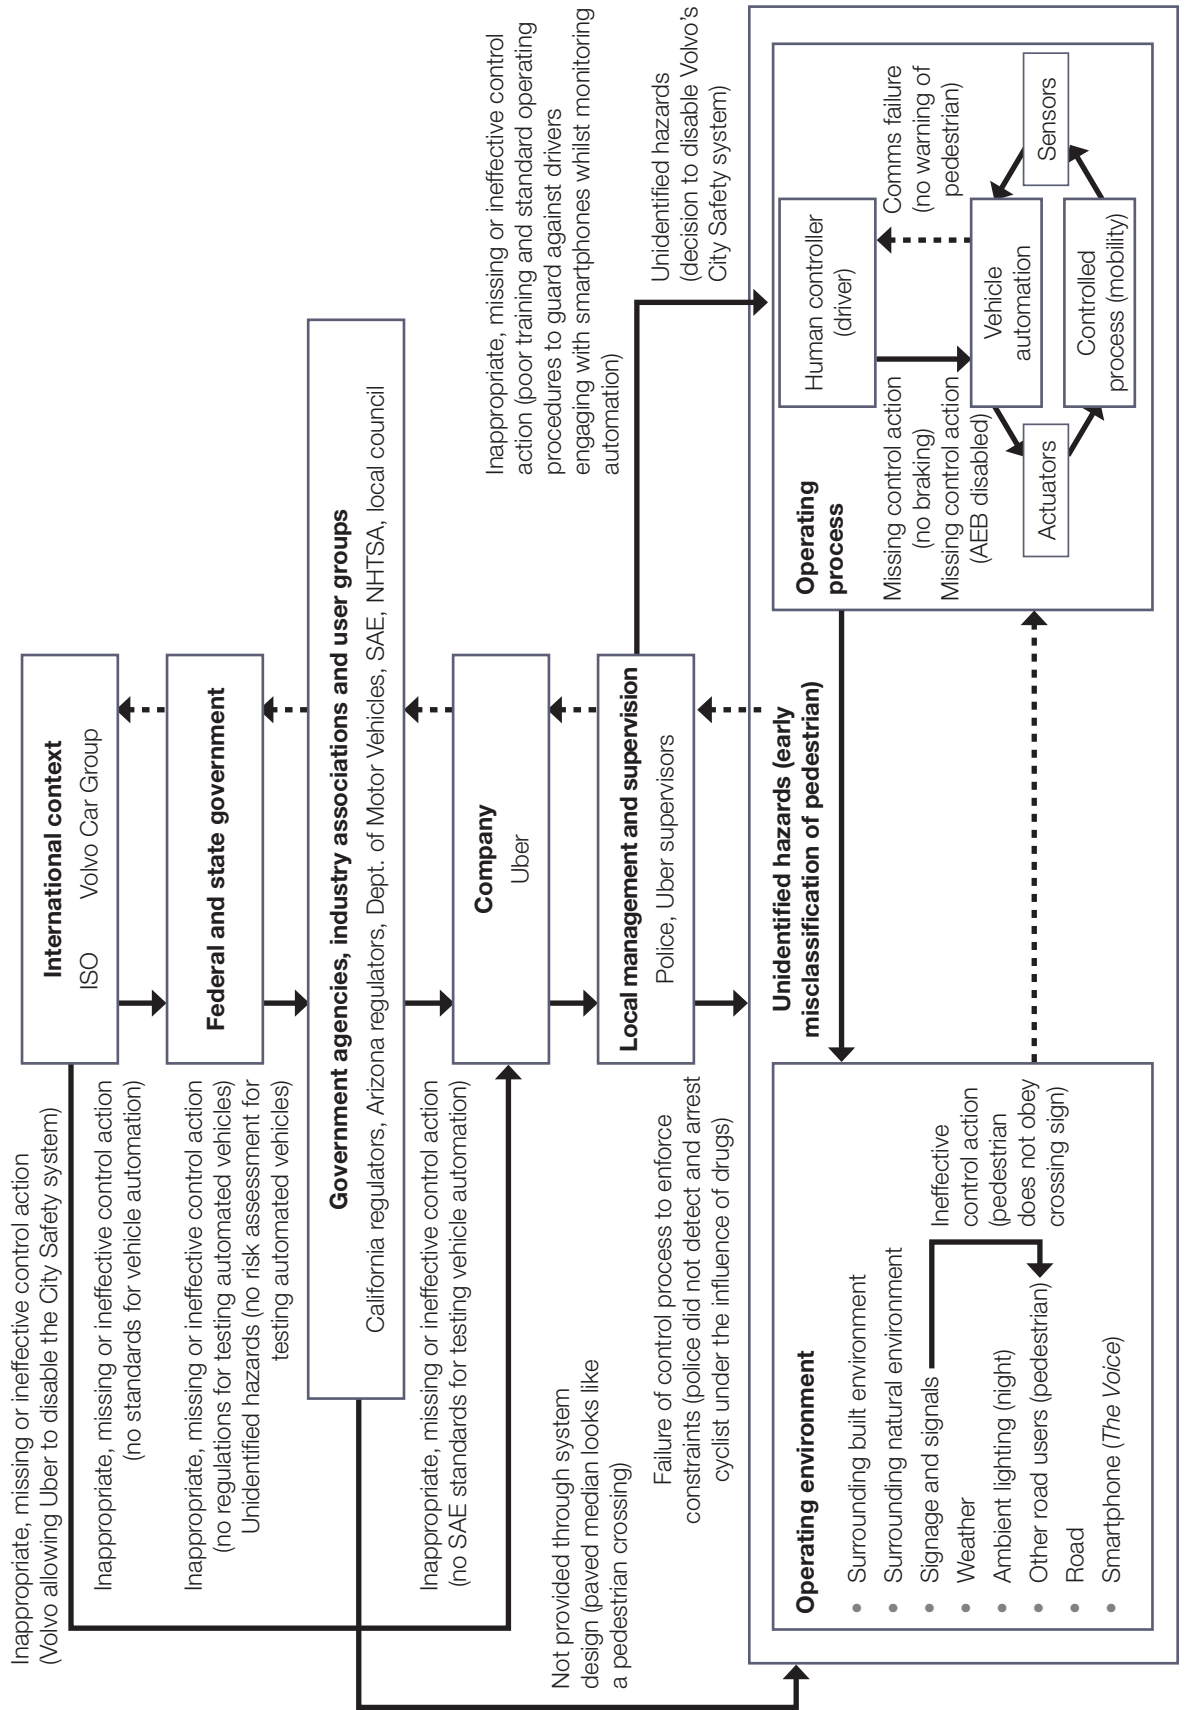 Inappropriate, missing or ineffective control action
(Volvo allowing Uber to disable the City Safety system)
International context
ISO Volvo Car Group
Inappropriate, missing or ineffective control action
(no standards for vehicle automation)
Federal and state government
Inappropriate, missing or ineffective control action
(no regulations for testing automated vehicles)
Unidentified hazards (no risk assessment for
testing automated vehicles)
Government agencies, industry associations and user groups
California regulators, Arizona regulators, Dept. of Motor Vehicles, SAE, NHTSA, local council
Inappropriate, missing or ineffective control action
(no SAE standards for testing vehicle automation)
Company
Uber
Inappropriate, missing or ineffective control
action (poor training and standard operating
procedures to guard against drivers
engaging with smartphones whilst monitoring
automation)
Not provided through system
design (paved median looks like
a pedestrian crossing)
Local management and supervision
Police, Uber supervisors
Unidentified hazards
(decision to disable Volvo's
City Safety system)
Failure of control process to enforce
constraints (police did not detect and arrest
cyclist under the influence of drugs)
Unidentified hazards (early
misclassification of pedestrian)
Operating environment
• Surrounding built environment
• Surrounding natural environment
• Signage and signals
• Weather
• Ambient lighting (night)
• Other road users (pedestrian)
• Road
• Smartphone (The Voice)
Ineffective
control action
(pedestrian
does not obey
crossing sign)
Operating
process
Human controller
(driver)
Missing control action
(no braking)
Missing control action
(AEB disabled)
Comms failure
(no warning of
pedestrian)
Vehicle
automation
Actuators
Sensors
Controlled
process (mobility)